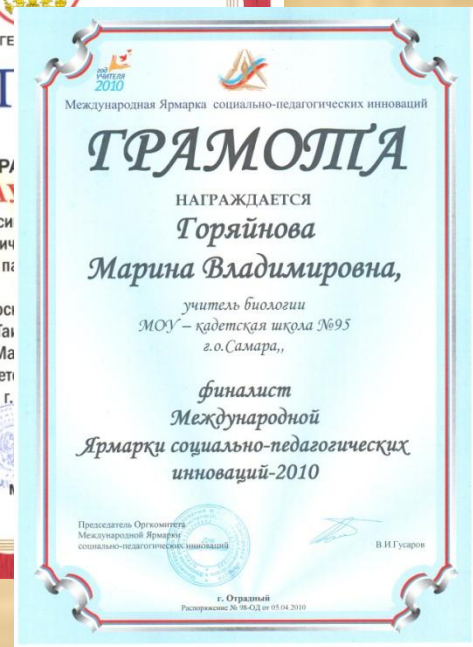 ГОД
УЧИТЕЛЯ
2010
Международная Ярмарка социально-педагогических инноваций
ГРАМОТА
НАГРАЖДАЕТСЯ
Горяйнова
Марина Владимировна,
учитель биологии
МОУ – кадетская школа №95
г.о.Самара,,
финалист
Международной
Ярмарки социально-педагогических
инноваций-2010
Председатель Оргкомитета
Международной Ярмарки
социально-педагогических инноваций
В.И.Гусаров
г. Отрадный
Распоряжение № 98-ОД от 05.04.2010